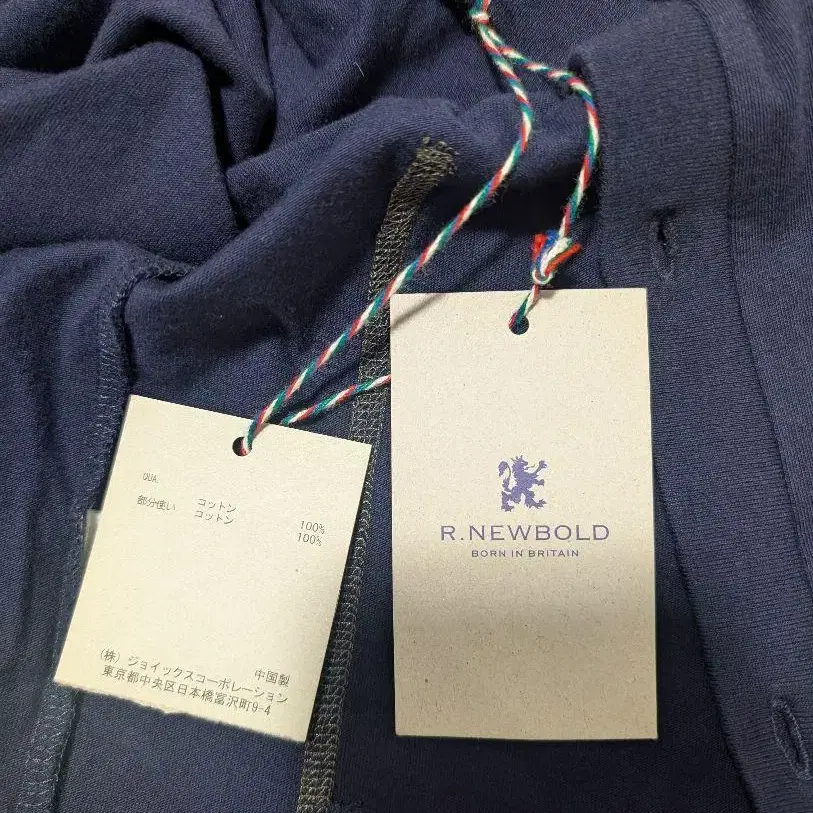 QUA.
コットン 100%
部分使い コットン 100%
中国製
(株) ジョイックスコーポレーション
東京都中央区日本橋富沢町9-4
R.NEWBOLD
BORN IN BRITAIN